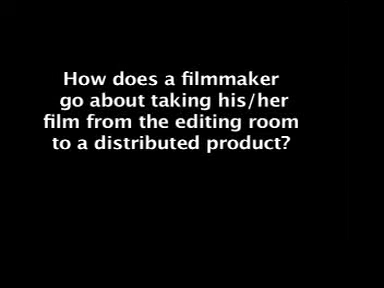 How does a filmmaker
go about taking his/her
film from the editing room
to a distributed product?